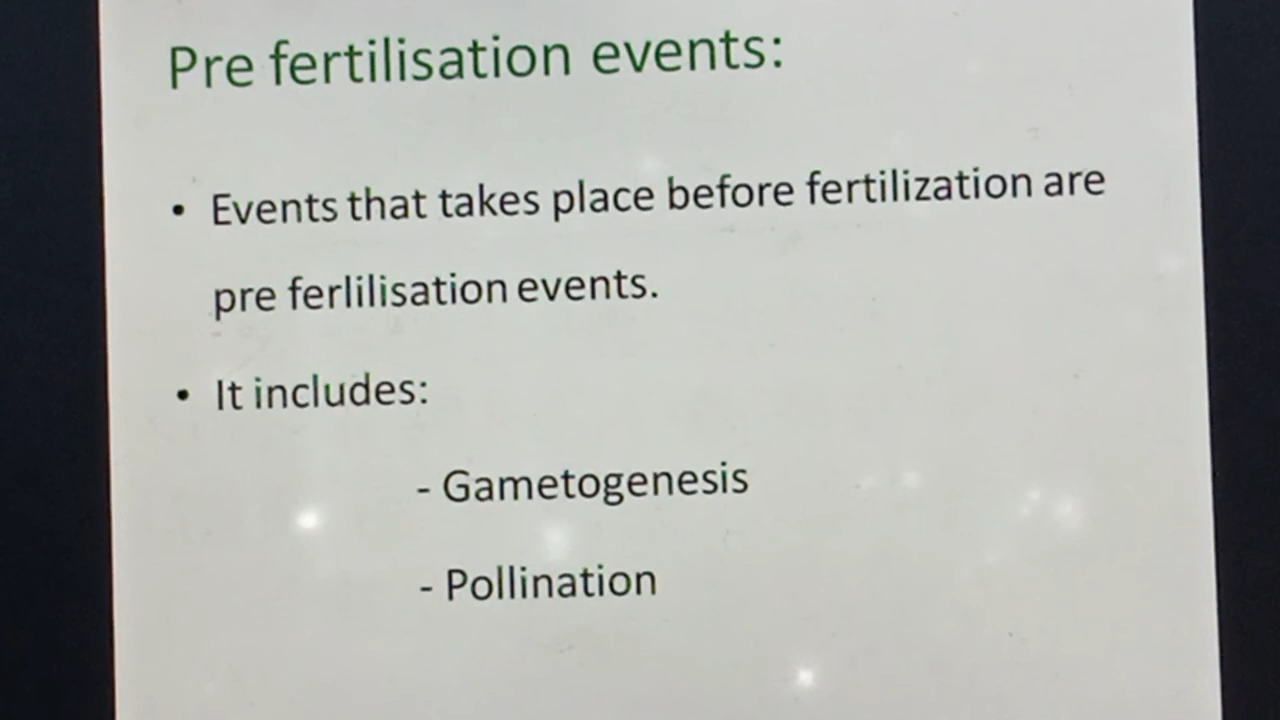 Pre fertilisation events:
• Events that takes place before fertilization are
pre ferlilisation events.
• It includes:
- Gametogenesis
- Pollination